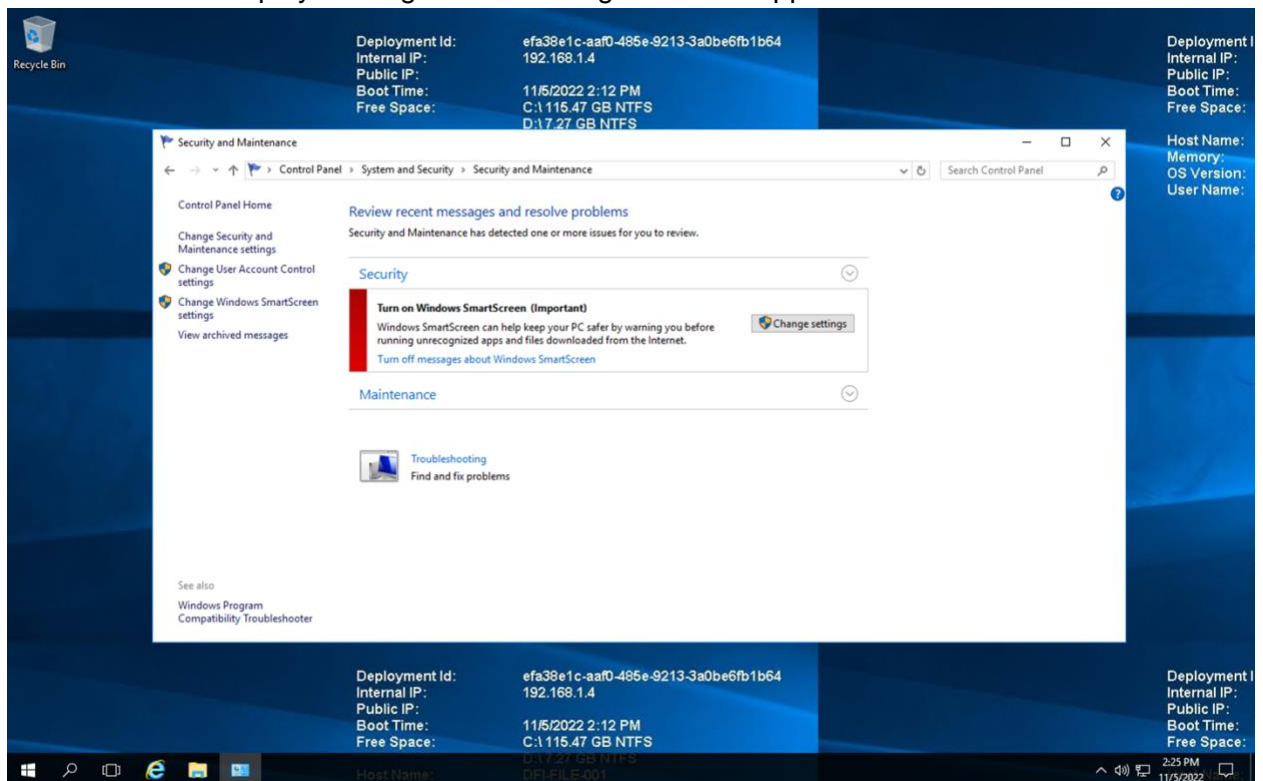 Recycle Bin
Deployment Id: efa38e1c-aaf0-485e-9213-3a0be6fb1b64
Internal IP: 192.168.1.4
Public IP:
Boot Time: 11/5/2022 2:12 PM
Free Space: C:\ 115.47 GB NTFS
D:\ 7.27 GB NTFS
Deployment I
Internal IP:
Public IP:
Boot Time:
Free Space:
Host Name:
Memory:
OS Version:
User Name:
Security and Maintenance
Control Panel > System and Security > Security and Maintenance
Search Control Panel
Control Panel Home
Change Security and
Maintenance settings
Change User Account Control
settings
Change Windows SmartScreen
settings
View archived messages
Review recent messages and resolve problems
Security and Maintenance has detected one or more issues for you to review.
Security
Turn on Windows SmartScreen (Important)
Windows SmartScreen can help keep your PC safer by warning you before
running unrecognized apps and files downloaded from the Internet.
Turn off messages about Windows SmartScreen
Change settings
Maintenance
Troubleshooting
Find and fix problems
See also
Windows Program
Compatibility Troubleshooter
Deployment Id: efa38e1c-aaf0-485e-9213-3a0be6fb1b64
Internal IP: 192.168.1.4
Public IP:
Boot Time: 11/5/2022 2:12 PM
Free Space: C:\ 115.47 GB NTFS
D:\ 7.27 GB NTFS
Host Name: DFI-FILE-001
Deployment I
Internal IP:
Public IP:
Boot Time:
Free Space:
2:25 PM
11/5/2022